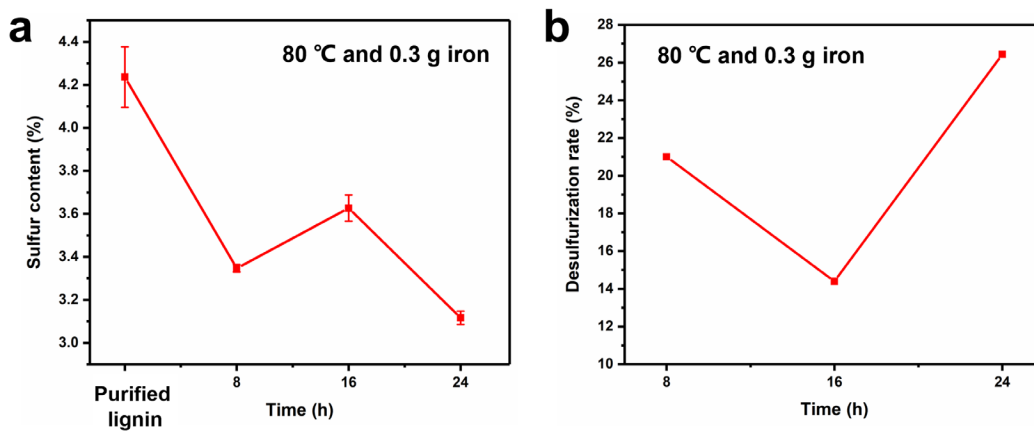 a
80 ℃ and 0.3 g iron
Sulfur content (%)
4.4
4.2
4.0
3.8
3.6
3.4
3.2
3.0
Purified
lignin
8
16
24
Time (h)
b
80 ℃ and 0.3 g iron
Desulfurization rate (%)
28
26
24
22
20
18
16
14
12
10
8
16
24
Time (h)